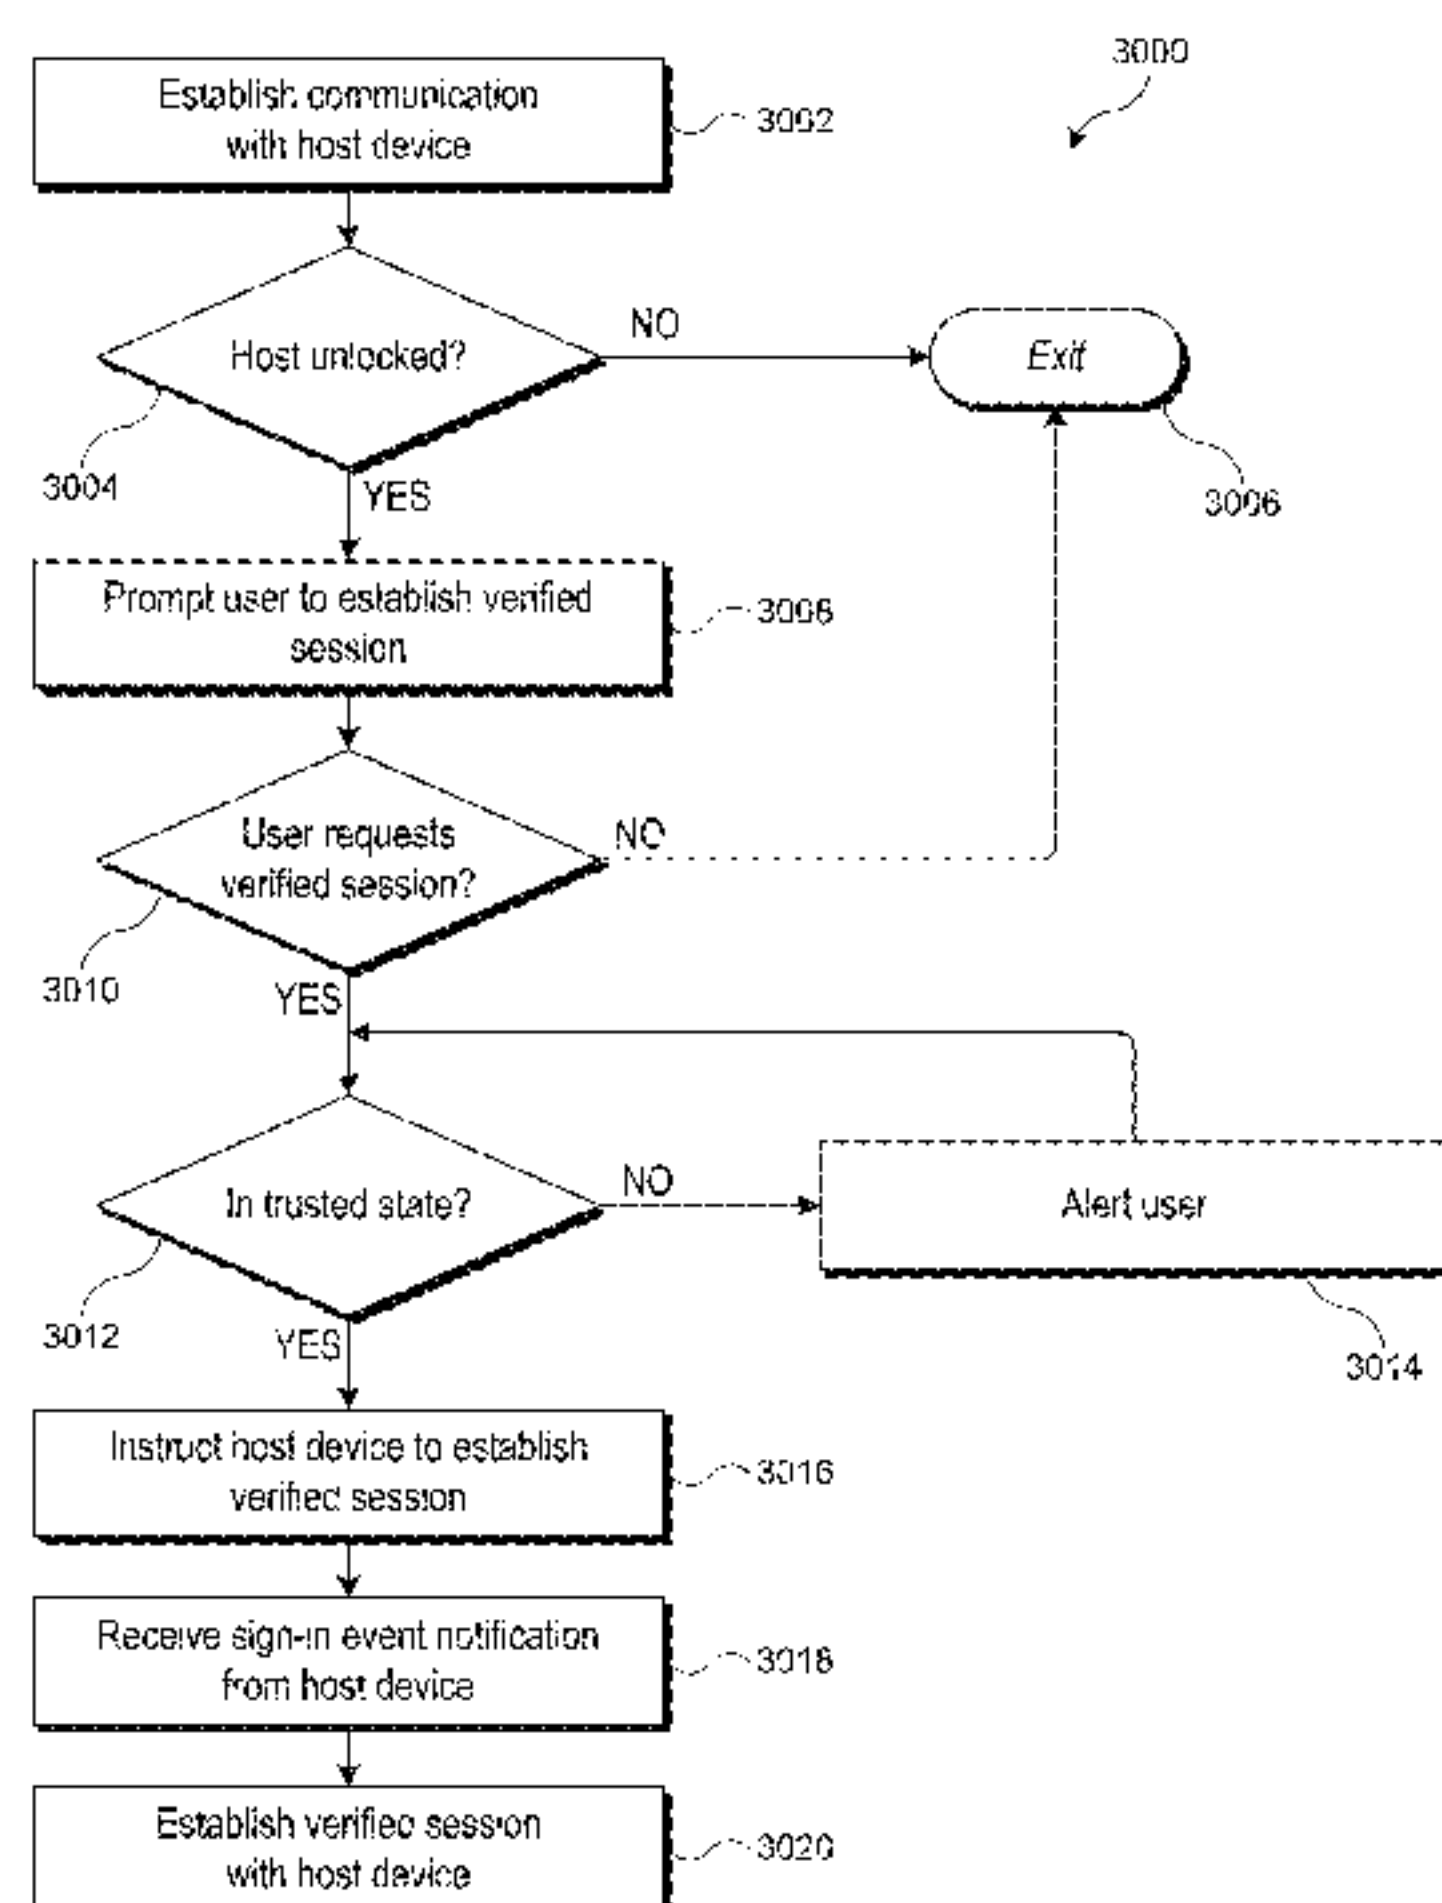 3000
Establish communication
with host device
3002
Host unlocked?
NO
Exit
3004
YES
3006
Prompt user to establish verified
session
3008
User requests
verified session?
NO
3010
YES
In trusted state?
NO
Alert user
3012
YES
3014
Instruct host device to establish
verified session
3016
Receive sign-in event notification
from host device
3018
Establish verified session
with host device
3020